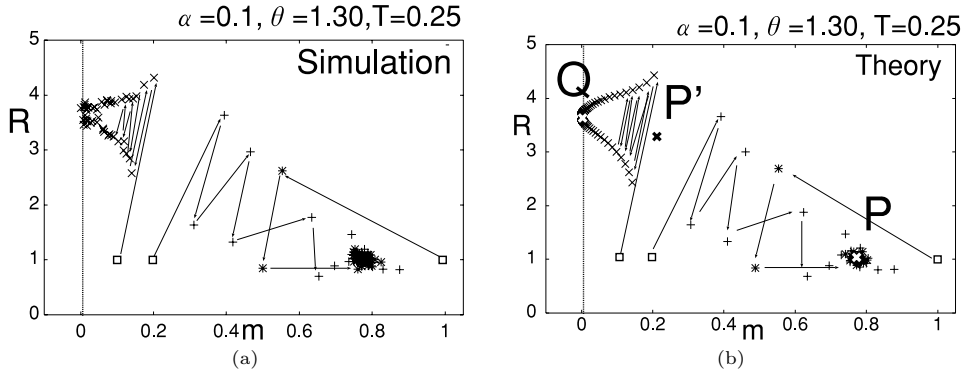 α =0.1, θ =1.30,T=0.25
α =0.1, θ =1.30, T=0.25
5
4
3
2
1
0
R
Simulation
0 0.2 0.4 0.6 0.8 1
m
(a)
5
4
3
2
1
0
R
Theory
Q
P'
P
0 0.2 0.4 0.6 0.8 1
m
(b)